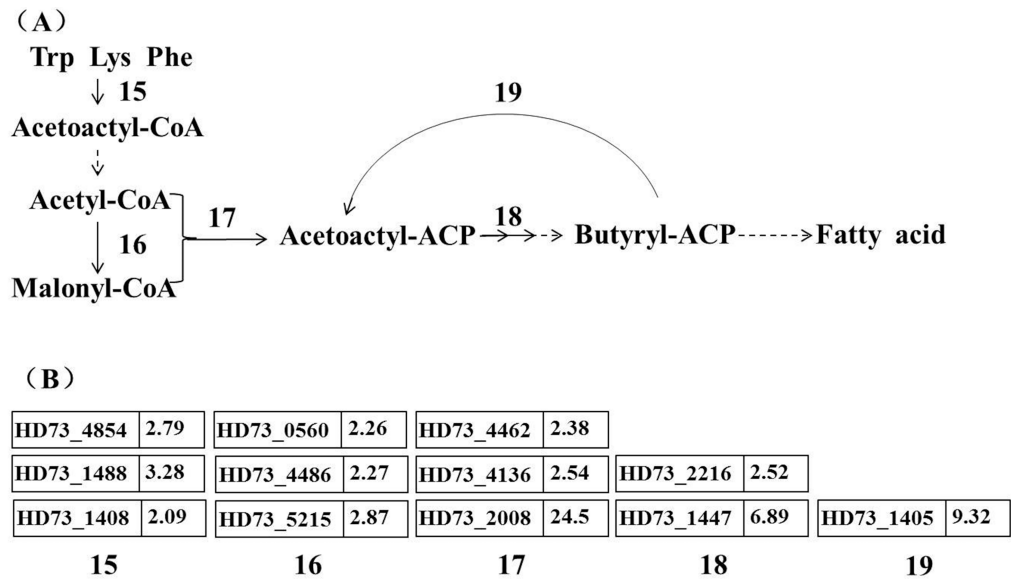 （A）
Trp Lys Phe
15
Acetoactyl-CoA
19
Acetyl-CoA
17
18
Acetoactyl-ACP
Butyryl-ACP
Fatty acid
16
Malonyl-CoA
（B）
HD73_4854 2.79 HD73_0560 2.26 HD73_4462 2.38
HD73_1488 3.28 HD73_4486 2.27 HD73_4136 2.54 HD73_2216 2.52
HD73_1408 2.09 HD73_5215 2.87 HD73_2008 24.5 HD73_1447 6.89 HD73_1405 9.32
15 16 17 18 19